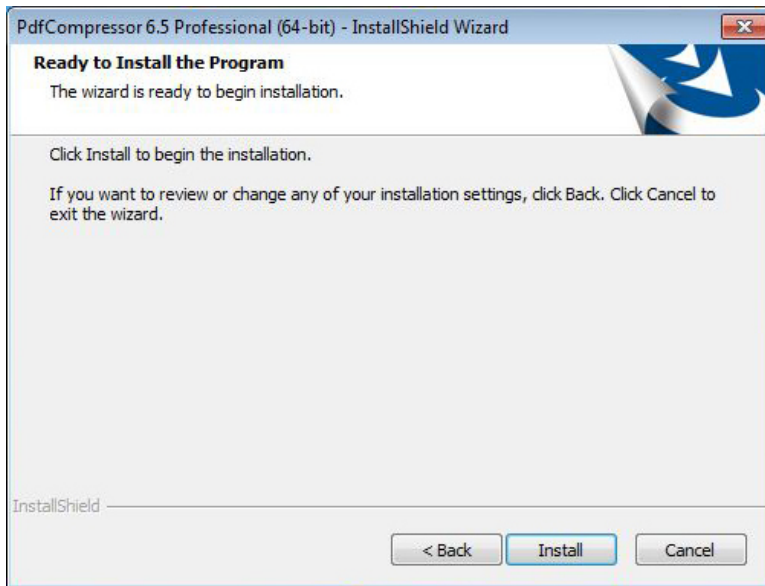 PdfCompressor 6.5 Professional (64-bit) - InstallShield Wizard
Ready to Install the Program
The wizard is ready to begin installation.
Click Install to begin the installation.
If you want to review or change any of your installation settings, click Back. Click Cancel to
exit the wizard.
InstallShield
< Back Install Cancel